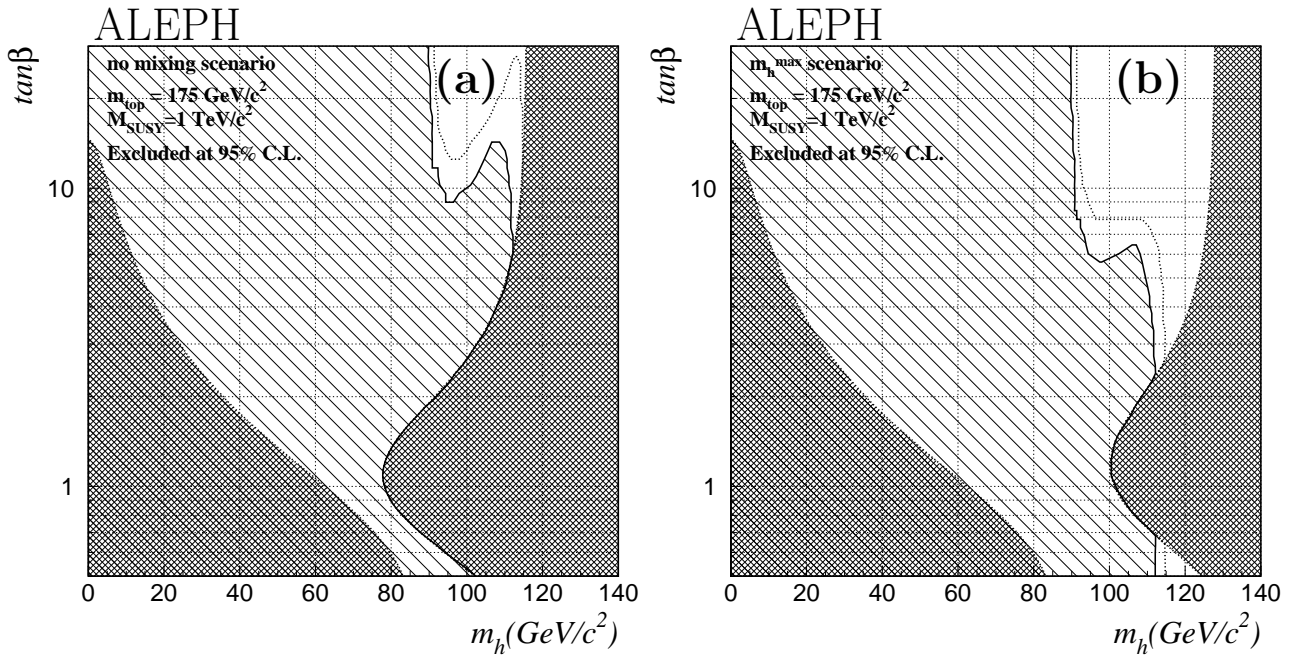 ALEPH
tanβ
no mixing scenario
(a)
m_top = 175 GeV/c²
M_SUSY=1 TeV/c²
Excluded at 95% C.L.
10
1
0 20 40 60 80 100 120 140
m_h(GeV/c²)
ALEPH
tanβ
m_h^max scenario
(b)
m_top = 175 GeV/c²
M_SUSY=1 TeV/c²
Excluded at 95% C.L.
10
1
0 20 40 60 80 100 120 140
m_h(GeV/c²)